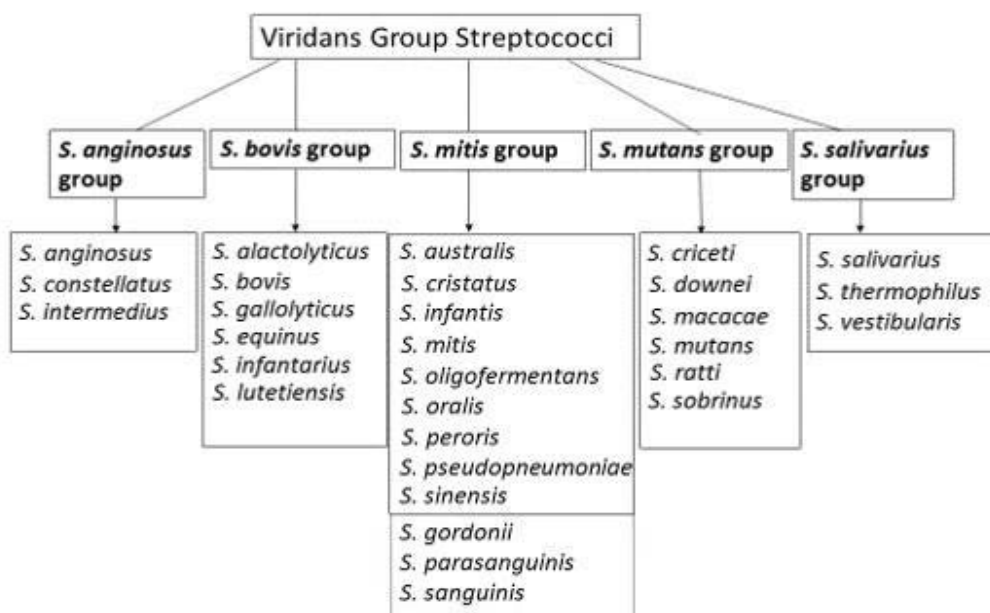 Viridans Group Streptococci
S. anginosus
group
S. bovis group
S. mitis group
S. mutans group
S. salivarius
group
S. anginosus
S. constellatus
S. intermedius
S. alactolyticus
S. bovis
S. gallolyticus
S. equinus
S. infantarius
S. lutetiensis
S. australis
S. cristatus
S. infantis
S. mitis
S. oligofermentans
S. oralis
S. peroris
S. pseudopneumoniae
S. sinensis
S. gordonii
S. parasanguinis
S. sanguinis
S. criceti
S. downei
S. macacae
S. mutans
S. ratti
S. sobrinus
S. salivarius
S. thermophilus
S. vestibularis